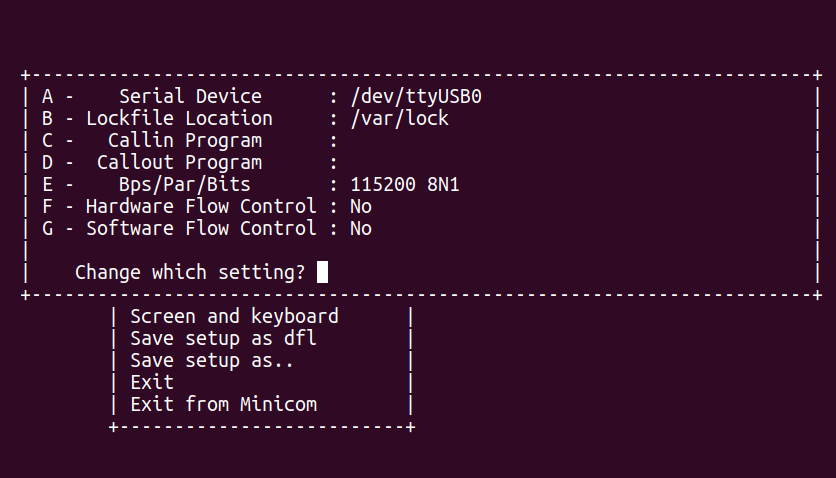 +-----------------------------------------------------------------------+
| A -    Serial Device      : /dev/ttyUSB0                              |
| B - Lockfile Location     : /var/lock                                 |
| C -   Callin Program      :                                           |
| D -  Callout Program      :                                           |
| E -    Bps/Par/Bits       : 115200 8N1                                |
| F - Hardware Flow Control : No                                        |
| G - Software Flow Control : No                                        |
|                                                                       |
|    Change which setting?                                              |
+-----------------------------------------------------------------------+
        | Screen and keyboard      |
        | Save setup as dfl        |
        | Save setup as..          |
        | Exit                     |
        | Exit from Minicom        |
        +--------------------------+